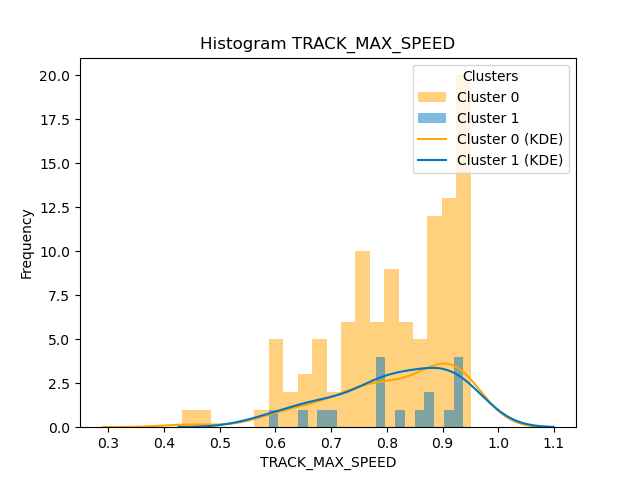 Histogram TRACK_MAX_SPEED
Clusters
Cluster 0
Cluster 1
Cluster 0 (KDE)
Cluster 1 (KDE)
Frequency
20.0
17.5
15.0
12.5
10.0
7.5
5.0
2.5
0.0
0.3 0.4 0.5 0.6 0.7 0.8 0.9 1.0 1.1
TRACK_MAX_SPEED